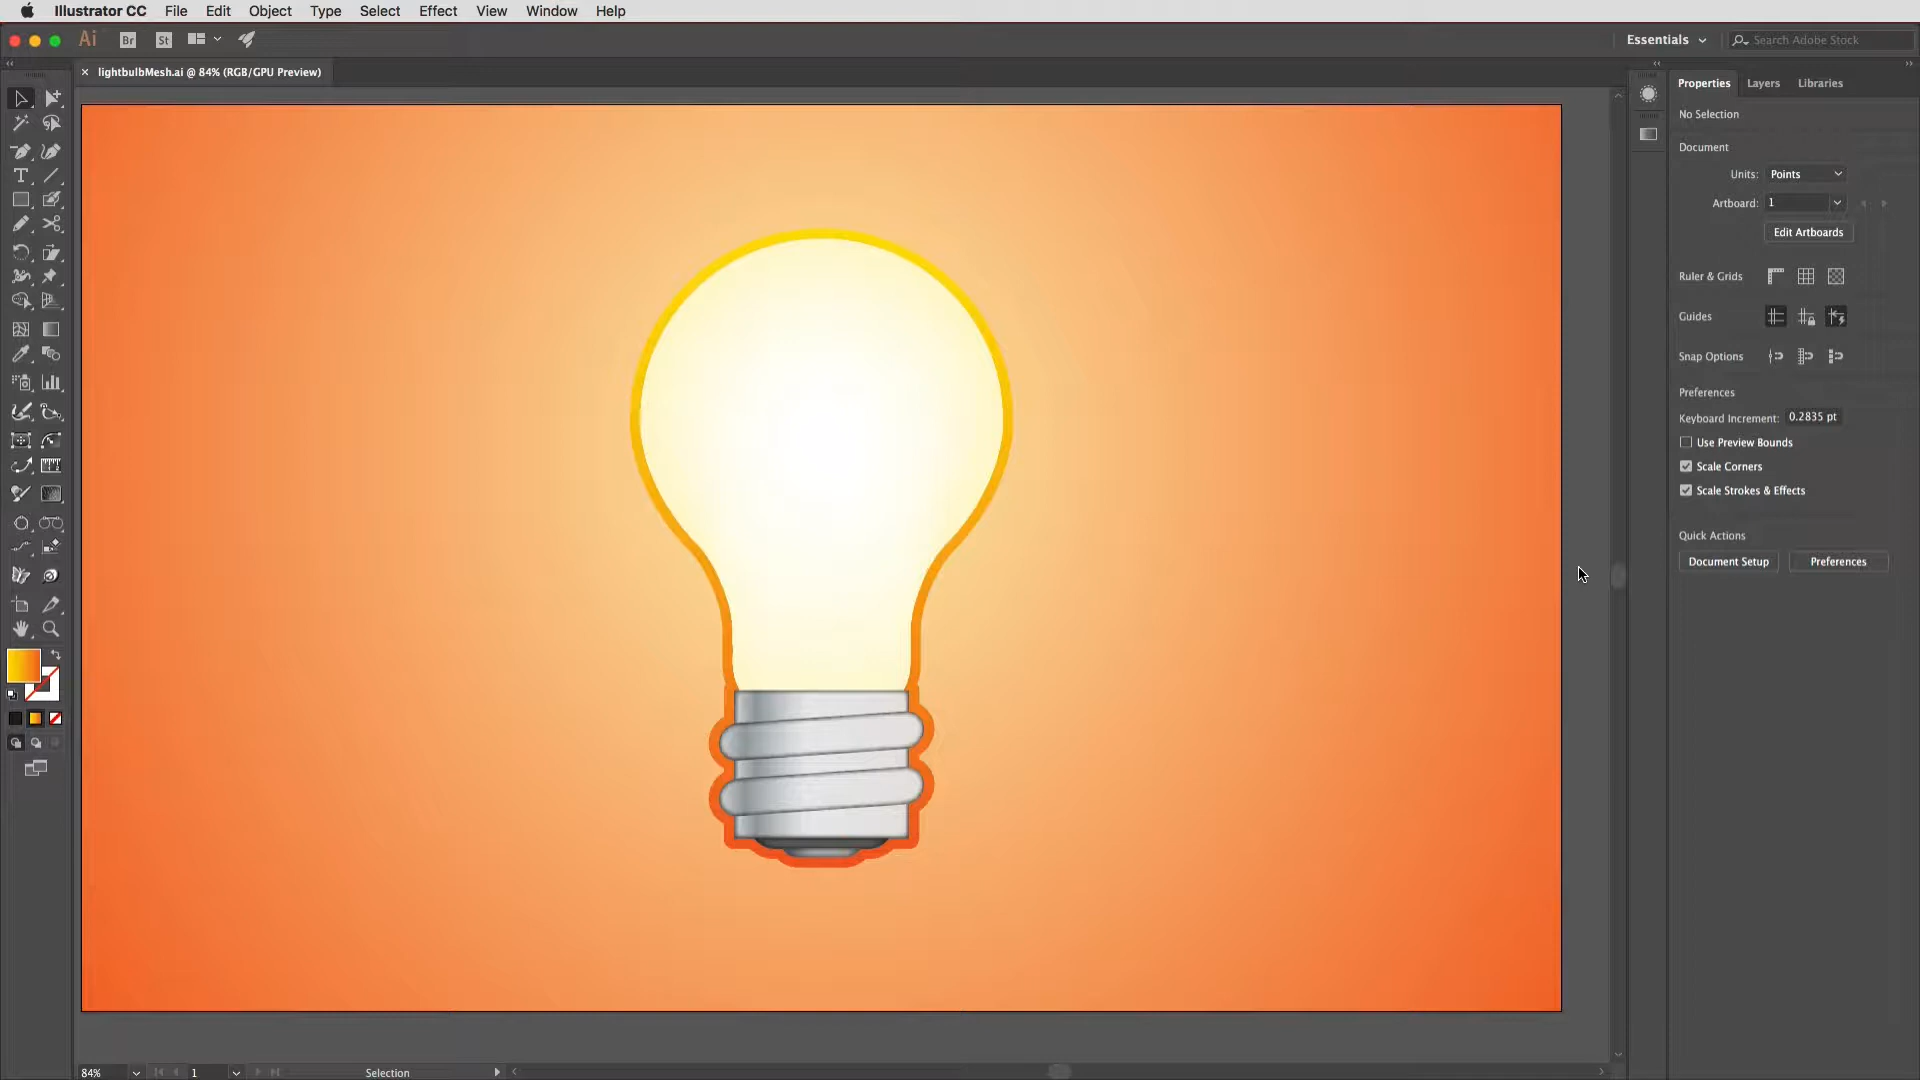 Illustrator CC File Edit Object Type Select Effect View Window Help
Ai Br St Essentials Search Adobe Stock
× lightbulbMesh.ai @ 84% (RGB/GPU Preview)
Properties Layers Libraries
No Selection
Document
Units: Points
Artboard: 1
Edit Artboards
Ruler & Grids
Guides
Snap Options
Preferences
Keyboard Increment: 0.2835 pt
Use Preview Bounds
Scale Corners
Scale Strokes & Effects
Quick Actions
Document Setup Preferences
84% 1 Selection